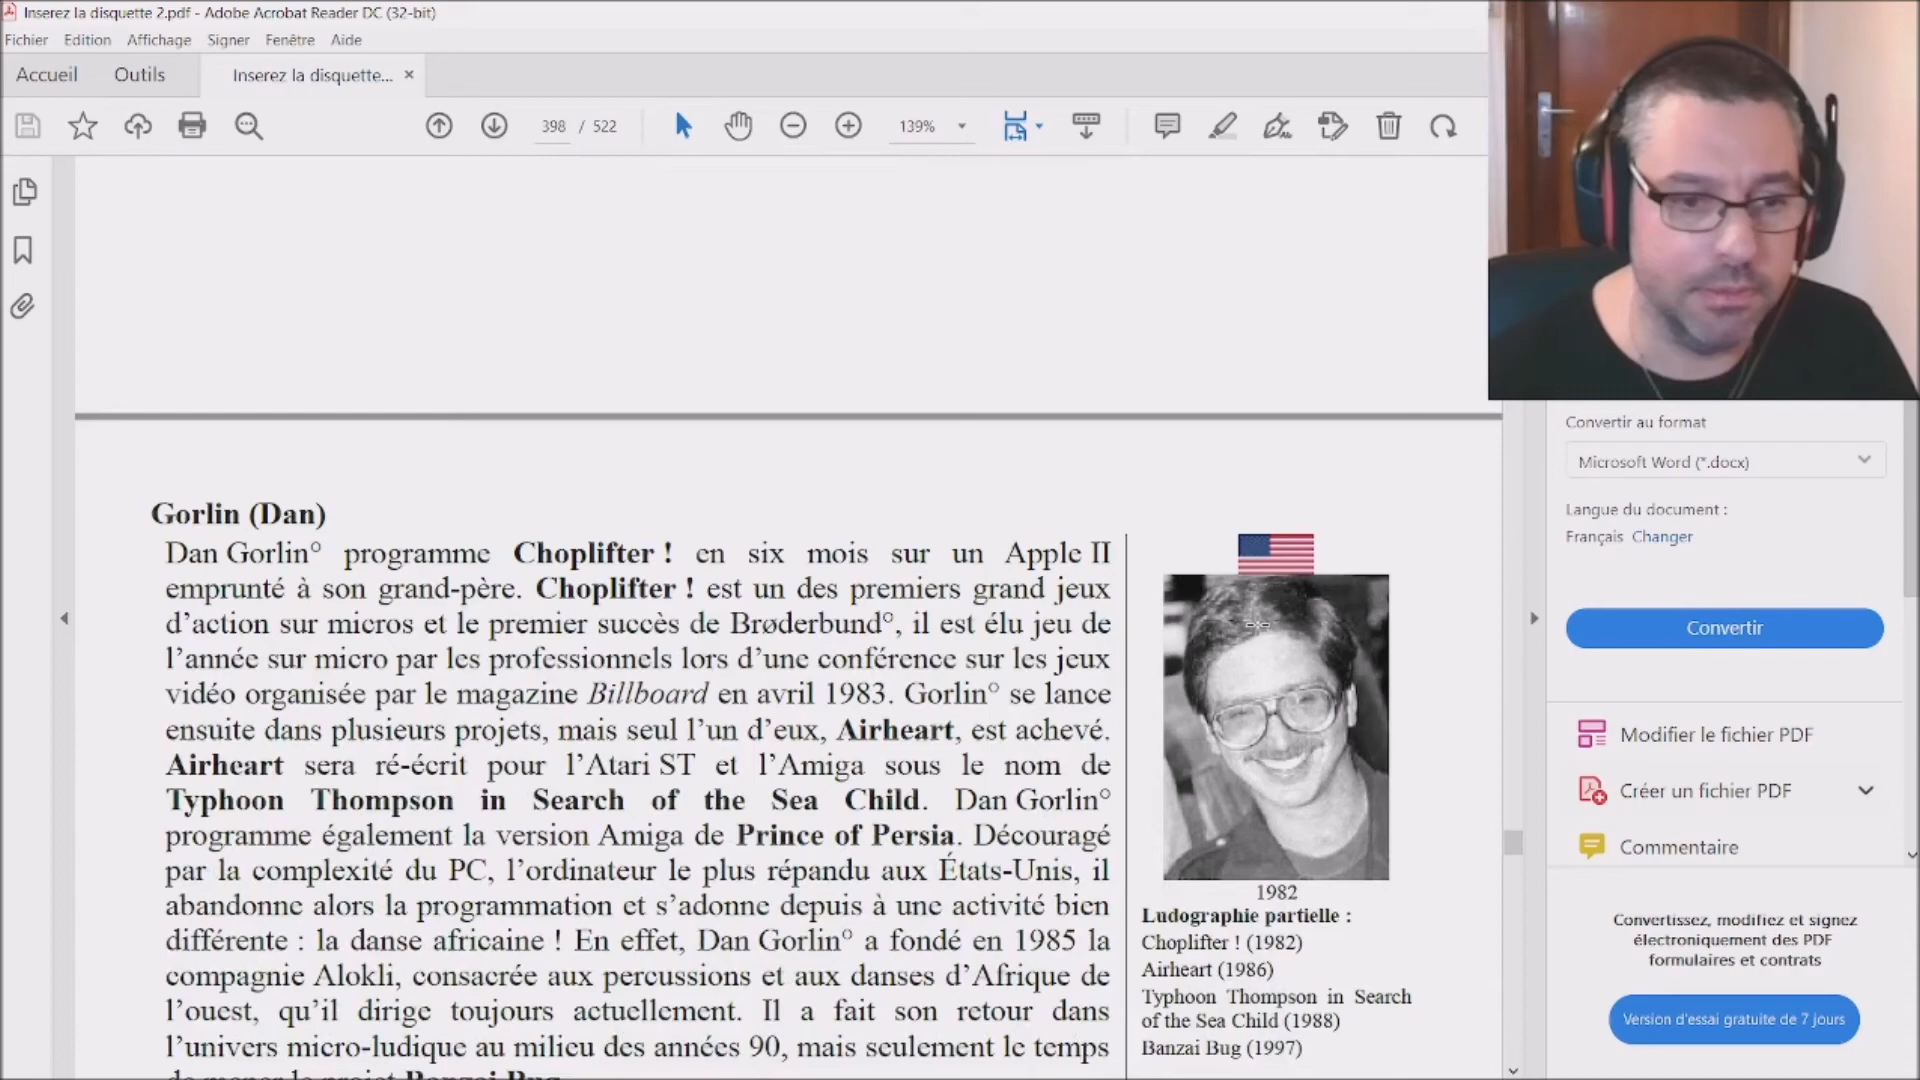 Inserez la disquette 2.pdf - Adobe Acrobat Reader DC (32-bit)
Fichier Edition Affichage Signer Fenêtre Aide
Accueil Outils Inserez la disquette... ×
398 / 522 139%
Convertir au format
Microsoft Word (*.docx)
Langue du document :
Français Changer
Convertir
Modifier le fichier PDF
Créer un fichier PDF
Commentaire
Convertissez, modifiez et signez
électroniquement des PDF
formulaires et contrats
Version d'essai gratuite de 7 jours
Gorlin (Dan)
Dan Gorlin° programme Choplifter ! en six mois sur un Apple II
emprunté à son grand-père. Choplifter ! est un des premiers grand jeux
d’action sur micros et le premier succès de Brøderbund°, il est élu jeu de
l’année sur micro par les professionnels lors d’une conférence sur les jeux
vidéo organisée par le magazine Billboard en avril 1983. Gorlin° se lance
ensuite dans plusieurs projets, mais seul l’un d’eux, Airheart, est achevé.
Airheart sera ré-écrit pour l’Atari ST et l’Amiga sous le nom de
Typhoon Thompson in Search of the Sea Child. Dan Gorlin°
programme également la version Amiga de Prince of Persia. Découragé
par la complexité du PC, l’ordinateur le plus répandu aux États-Unis, il
abandonne alors la programmation et s’adonne depuis à une activité bien
différente : la danse africaine ! En effet, Dan Gorlin° a fondé en 1985 la
compagnie Alokli, consacrée aux percussions et aux danses d’Afrique de
l’ouest, qu’il dirige toujours actuellement. Il a fait son retour dans
l’univers micro-ludique au milieu des années 90, mais seulement le temps
de mener le projet Banzai Bug.
1982
Ludographie partielle :
Choplifter ! (1982)
Airheart (1986)
Typhoon Thompson in Search
of the Sea Child (1988)
Banzai Bug (1997)